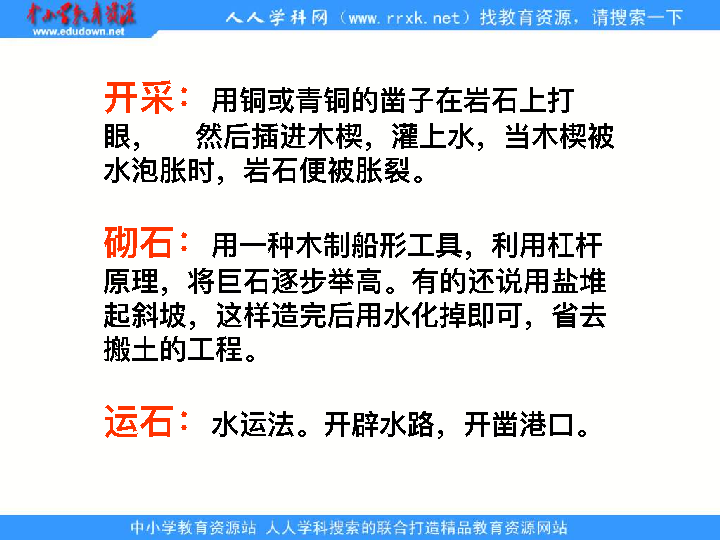 中小学教育资源
www.edudown.net
人人学科网（www.rrxk.net）找教育资源，请搜索一下
开采：用铜或青铜的凿子在岩石上打
眼，　然后插进木楔，灌上水，当木楔被
水泡胀时，岩石便被胀裂。
砌石：用一种木制船形工具，利用杠杆
原理，将巨石逐步举高。有的还说用盐堆
起斜坡，这样造完后用水化掉即可，省去
搬土的工程。
运石：水运法。开辟水路，开凿港口。
中小学教育资源站 人人学科搜索的联合打造精品教育资源网站